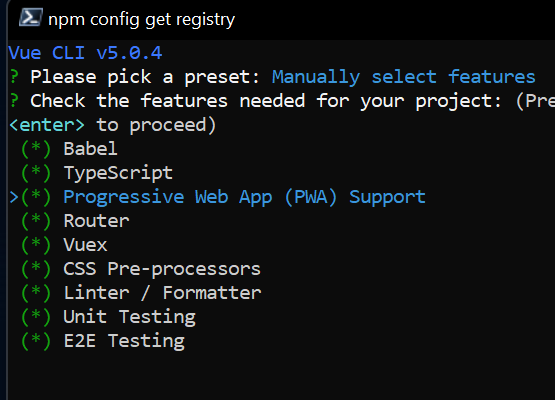 npm config get registry
Vue CLI v5.0.4
? Please pick a preset: Manually select features
? Check the features needed for your project: (Pre
<enter> to proceed)
(*) Babel
(*) TypeScript
>(*) Progressive Web App (PWA) Support
(*) Router
(*) Vuex
(*) CSS Pre-processors
(*) Linter / Formatter
(*) Unit Testing
(*) E2E Testing